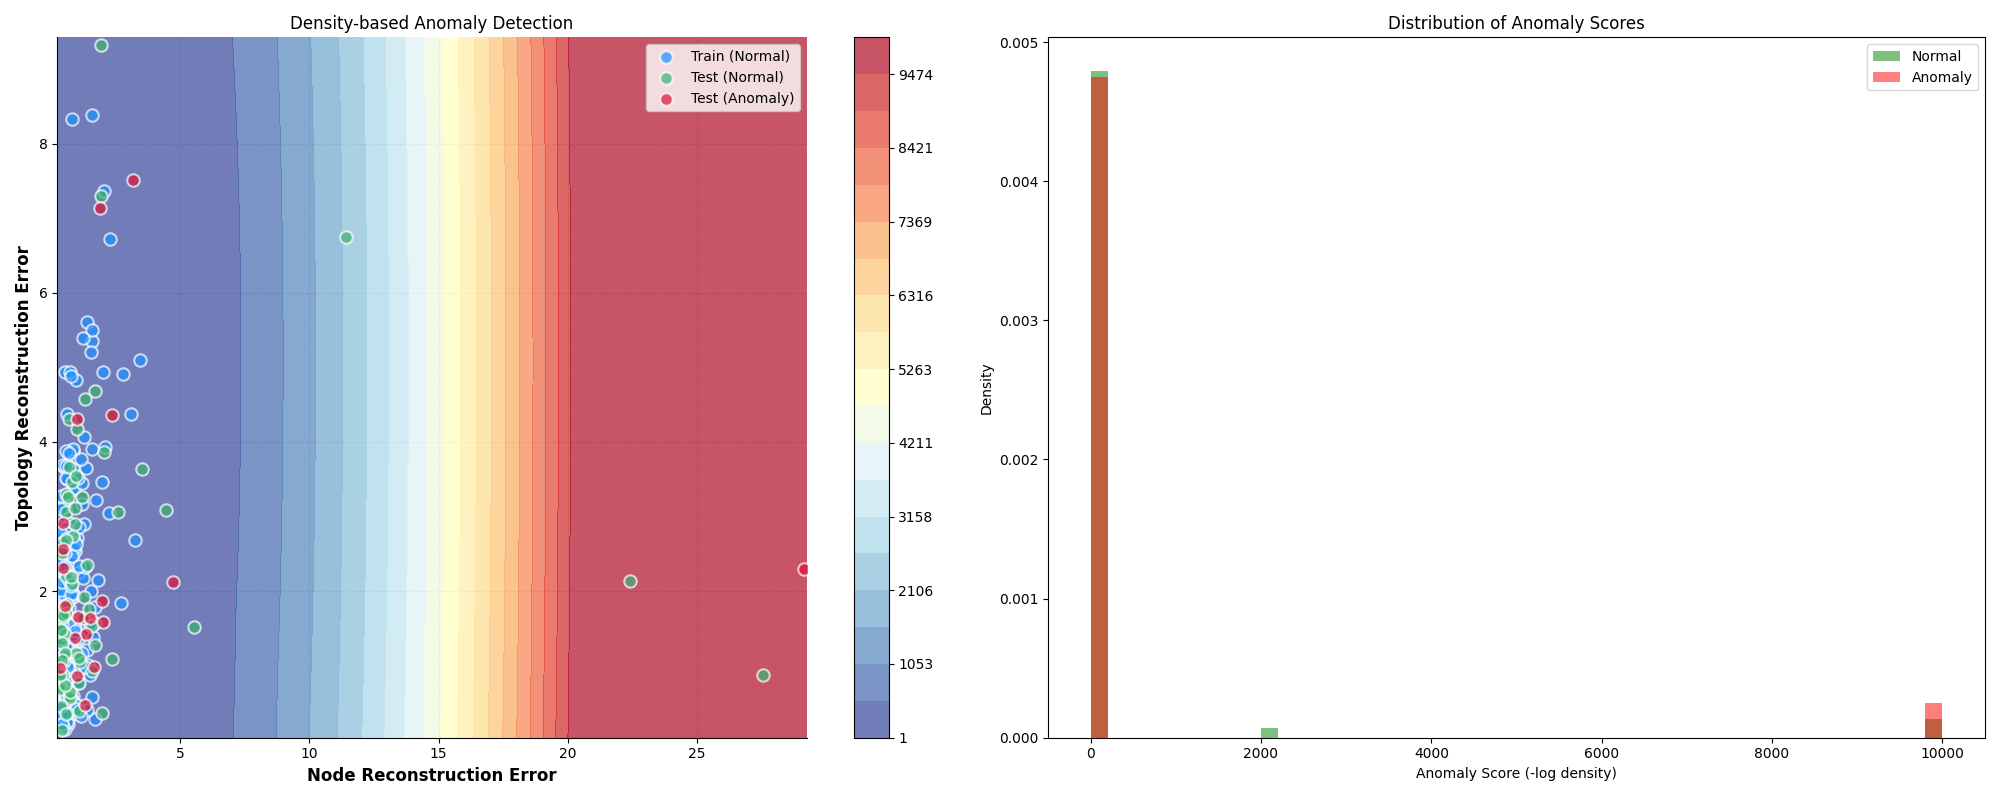 Density-based Anomaly Detection
Train (Normal)
Test (Normal)
Test (Anomaly)
8
6
4
2
Topology Reconstruction Error
5
10
15
20
25
Node Reconstruction Error
9474
8421
7369
6316
5263
4211
3158
2106
1053
1
Distribution of Anomaly Scores
Normal
Anomaly
0.005
0.004
0.003
0.002
0.001
0.000
Density
0
2000
4000
6000
8000
10000
Anomaly Score (-log density)